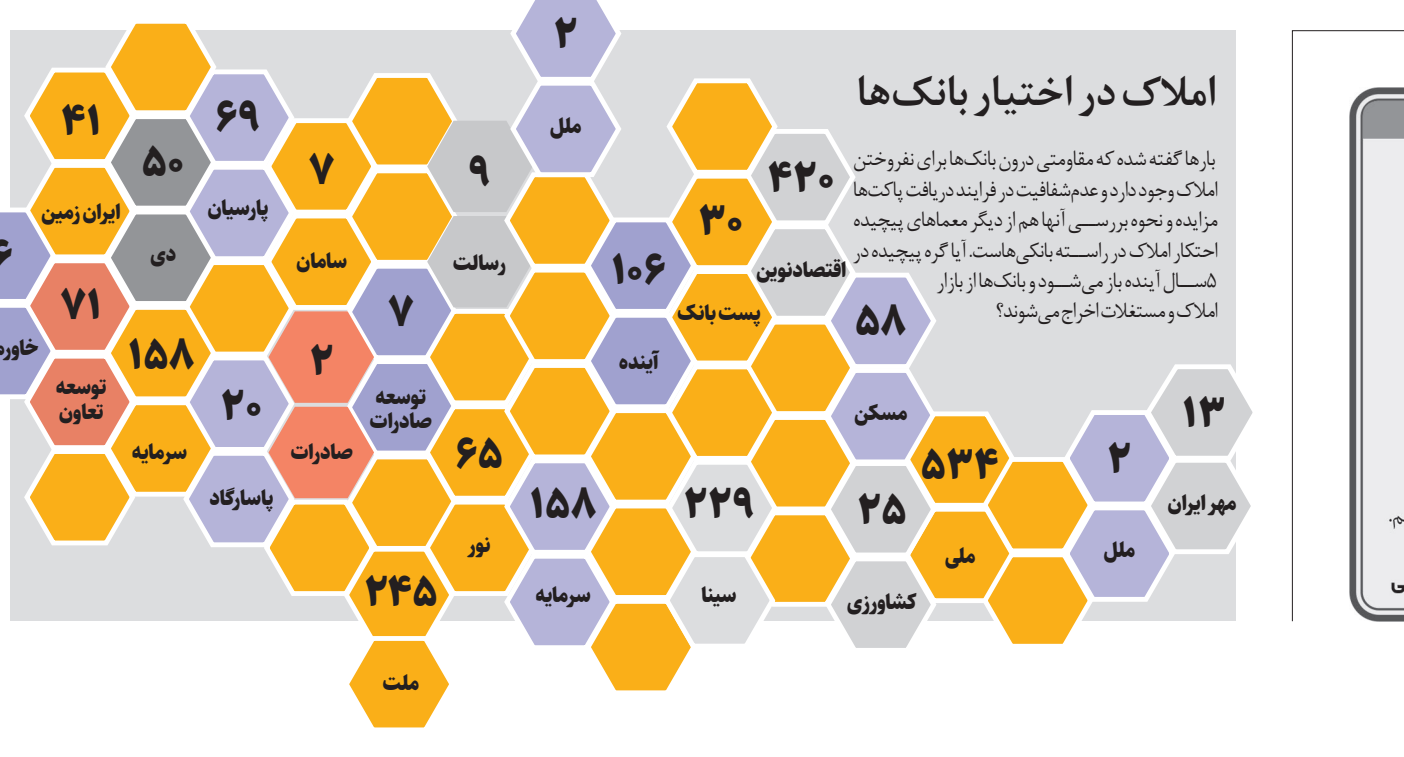 املاک در اختیار بانک‌ها
بارها گفته شده که مقاومتی درون بانک‌ها برای نفروختن
املاک وجود دارد و عدم‌شفافیت در فرایند دریافت پاکت‌ها
مزایده و نحوه بررسی آنها هم از دیگر معماهای پیچیده
احتکار املاک در راسته بانکی‌هاست. آیا گره پیچیده در
۵سال آینده باز می‌شود و بانک‌ها از بازار
املاک و مستغلات اخراج می‌شوند؟
۱۳
مهر ایران
۲
ملل
۵۳۴
ملی
۵۸
مسکن
۲۵
کشاورزی
۴۲۰
اقتصادنوین
۳۰
پست بانک
۲۲۹
سینا
۱۰۶
آینده
۲
ملل
۱۵۸
سرمایه
۹
رسالت
۶۵
نور
۷
توسعه
صادرات
۲۴۵
ملت
۷
سامان
۲
صادرات
۶۹
پارسیان
۲۰
پاسارگاد
۵۰
دی
۱۵۸
سرمایه
۴۱
ایران زمین
۷۱
توسعه
تعاون